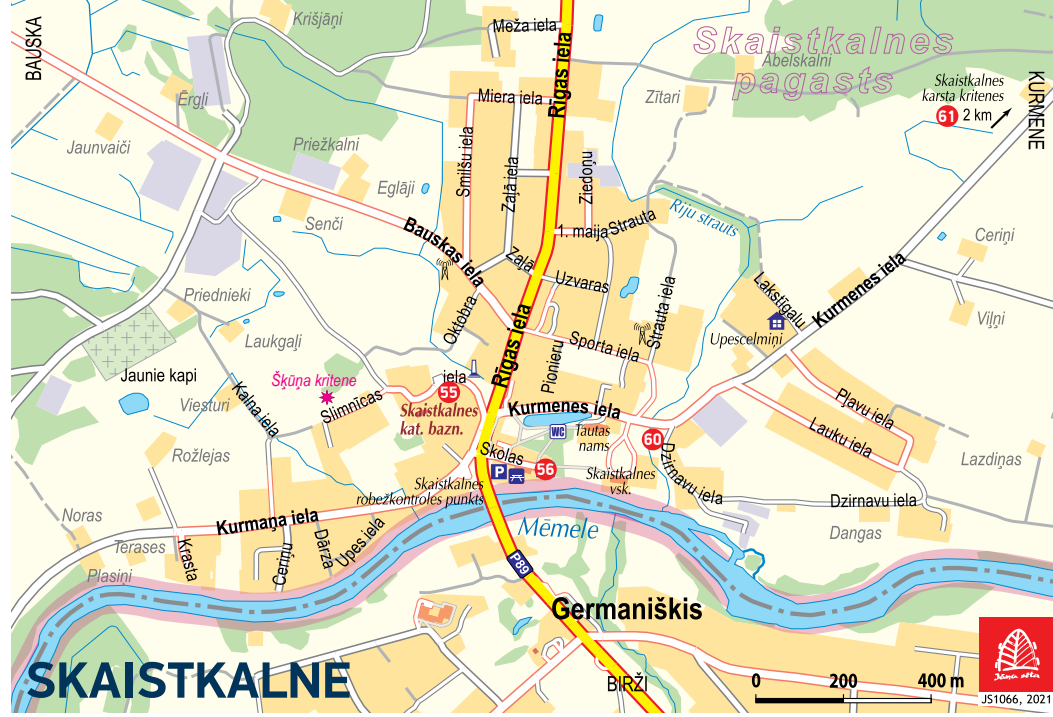 BAUSKA
Krišjāņi
Meža iela
Rīgas iela
Skaistkalnes
pagasts
Ābelskalni
Skaistkalnes
karsta kritenes
61 2 km
KURMENE
Ērgļi
Miera iela
Zītari
Jaunvaiči
Priežkalni
Smilšu iela
Zaļā iela
Ziedoņu
Eglāji
Senči
Bauskas iela
1. maija
Strauta
Riju strauts
Ceriņi
Zaļā
Uzvaras
Lakstīgalu
Kurmenes iela
Priednieki
Oktobra
Rīgas iela
Strauta iela
Viļņi
Laukgaļi
Sporta iela
Upescelmiņi
Jaunie kapi
Šķūņa kritene
iela
55
Pionieru
Viesturi
Kalna iela
Slimnīcas
Skaistkalnes
kat. bazn.
Kurmenes iela
Pļavu iela
WC
Tautas
nams
60
Lauku iela
Rožlejas
Skolas
Dzirnavu iela
Lazdiņas
P
56
Skaistkalnes
robežkontroles punkts
Skaistkalnes
vsk.
Dzirnavu iela
Noras
Kurmaņa iela
Mēmele
Dangas
Terases
Krasta
Ceriņu
Dārza
Upes iela
Plasiņi
P89
Germaniškis
SKAISTKALNE
BIRŽI
0 200 400 m
Jāņa sēta
JS1066, 2021